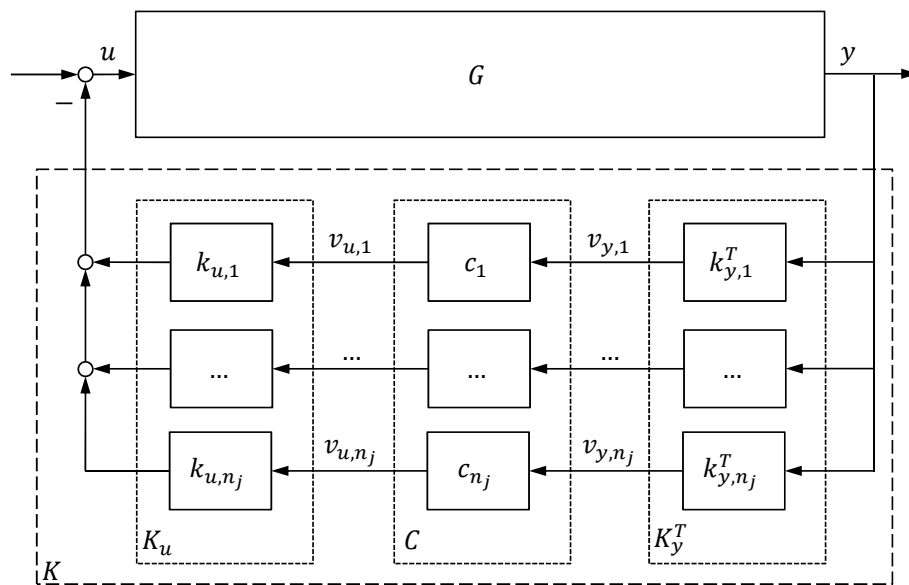 u
G
y
−
k_{u,1}
v_{u,1}
c_1
v_{y,1}
k_{y,1}^T
...
...
...
...
...
k_{u,n_j}
v_{u,n_j}
c_{n_j}
v_{y,n_j}
k_{y,n_j}^T
K_u
C
K_y^T
K